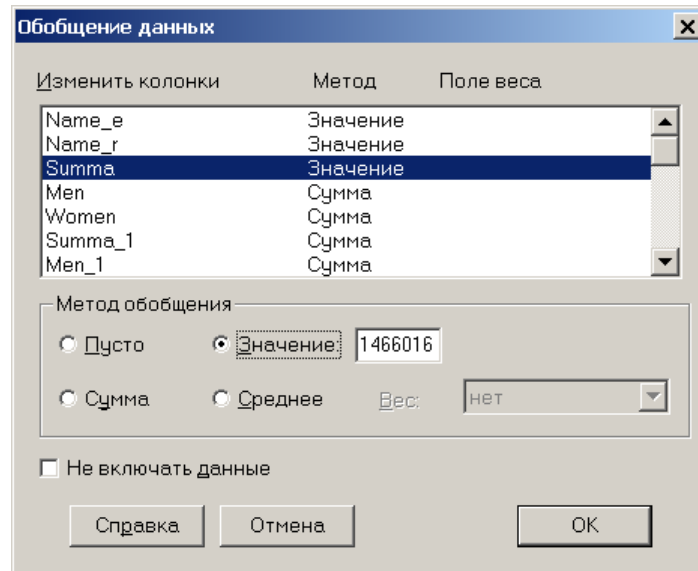 Обобщение данных
Изменить колонки Метод Поле веса
Name_e Значение
Name_r Значение
Summa Значение
Men Сумма
Women Сумма
Summa_1 Сумма
Men_1 Сумма
Метод обобщения
Пусто Значение: 1466016
Сумма Среднее Вес: нет
Не включать данные
Справка Отмена OK